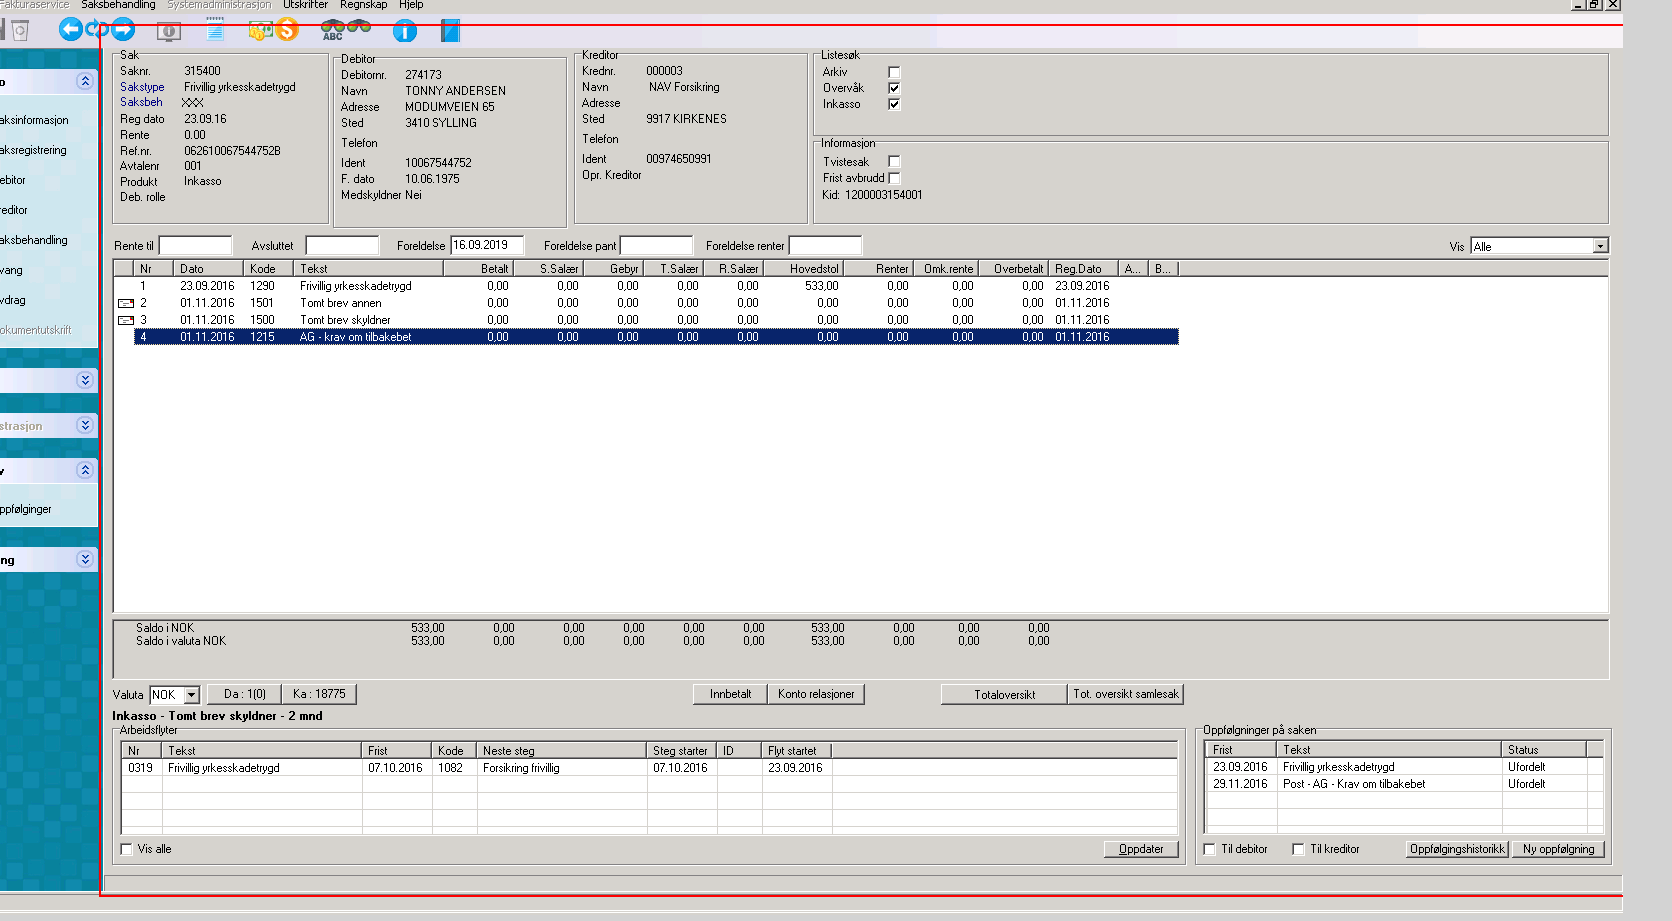 Fakturaservice Saksbehandling Systemadministrasjon Utskrifter Regnskap Hjelp
ABC
o
aksinformasjon
aksregistrering
ebitor
reditor
aksbehandling
vang
vdrag
okumentutskrift
strasjon
v
ppfølginger
ng
Sak
Saknr. 315400
Sakstype Frivillig yrkesskadetrygd
Saksbeh XXX
Reg dato 23.09.16
Rente 0.00
Ref.nr. 062610067544752B
Avtalenr 001
Produkt Inkasso
Deb. rolle
Debitor
Debitornr. 274173
Navn TONNY ANDERSEN
Adresse MODUMVEIEN 65
Sted 3410 SYLLING
Telefon
Ident 10067544752
F. dato 10.06.1975
Medskyldner Nei
Kreditor
Krednr. 000003
Navn NAV Forsikring
Adresse
Sted 9917 KIRKENES
Telefon
Ident 00974650991
Opr. Kreditor
Listesøk
Arkiv
Overvåk
Inkasso
Informasjon
Tvistesak
Frist avbrudd
Kid: 1200003154001
Rente til Avsluttet Foreldelse 16.09.2019 Foreldelse pant Foreldelse renter Vis Alle
Nr Dato Kode Tekst Betalt S.Salær Gebyr T.Salær R.Salær Hovedstol Renter Omk.rente Overbetalt Reg.Dato A... B...
1 23.09.2016 1290 Frivillig yrkesskadetrygd 0,00 0,00 0,00 0,00 0,00 533,00 0,00 0,00 0,00 23.09.2016
2 01.11.2016 1501 Tomt brev annen 0,00 0,00 0,00 0,00 0,00 0,00 0,00 0,00 0,00 01.11.2016
3 01.11.2016 1500 Tomt brev skyldner 0,00 0,00 0,00 0,00 0,00 0,00 0,00 0,00 0,00 01.11.2016
4 01.11.2016 1215 AG - krav om tilbakebet 0,00 0,00 0,00 0,00 0,00 0,00 0,00 0,00 0,00 01.11.2016
Saldo i NOK 533,00 0,00 0,00 0,00 0,00 0,00 533,00 0,00 0,00 0,00
Saldo i valuta NOK 533,00 0,00 0,00 0,00 0,00 0,00 533,00 0,00 0,00 0,00
Valuta NOK Da : 1(0) Ka : 18775 Innbetalt Konto relasjoner Totaloversikt Tot. oversikt samlesak
Inkasso - Tomt brev skyldner - 2 mnd
Arbeidsflyter
Nr Tekst Frist Kode Neste steg Steg starter ID Flyt startet
0319 Frivillig yrkesskadetrygd 07.10.2016 1082 Forsikring frivillig 07.10.2016 23.09.2016
Vis alle Oppdater
Oppfølgninger på saken
Frist Tekst Status
23.09.2016 Frivillig yrkesskadetrygd Ufordelt
29.11.2016 Post - AG - Krav om tilbakebet Ufordelt
Til debitor Til kreditor Oppfølgingshistorikk Ny oppfølgning